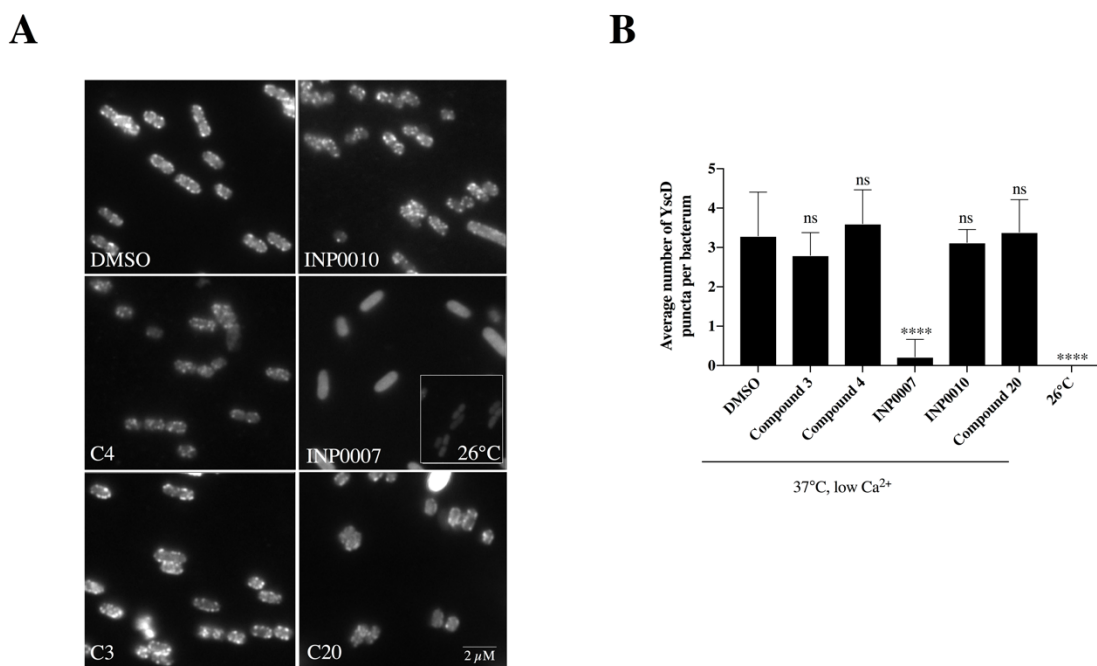 A
B
DMSO
INP0010
C4
INP0007
26°C
C3
C20
2 µM
Average number of YscD
puncta per bacterum
5
4
3
2
1
0
ns
ns
****
ns
ns
****
DMSO
Compound 3
Compound 4
INP0007
INP0010
Compound 20
26°C
37°C, low Ca²⁺